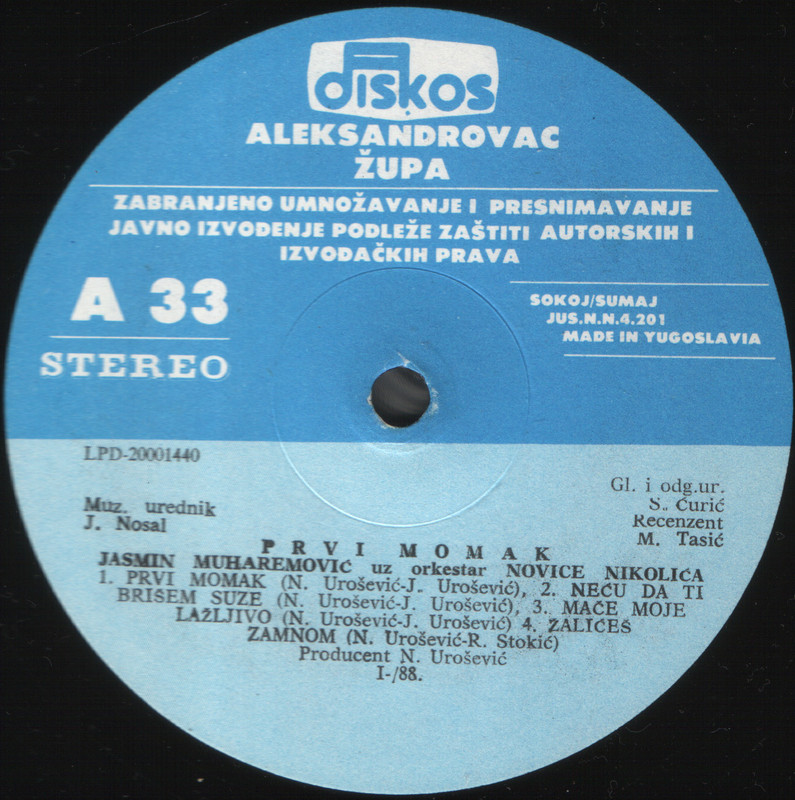 diskos
ALEKSANDROVAC
ŽUPA
ZABRANJENO UMNOŽAVANJE I PRESNIMAVANJE
JAVNO IZVOĐENJE PODLEŽE ZAŠTITI AUTORSKIH I
IZVOĐAČKIH PRAVA
A 33
STEREO
SOKOJ/SUMAJ
JUS.N.N.4.201
MADE IN YUGOSLAVIA
LPD-20001440
Muz. urednik
J. Nosal
Gl. i odg.ur.
S. Ćurić
Recenzent
M. Tasić
PRVI MOMAK
JASMIN MUHAREMOVIĆ uz orkestar NOVICE NIKOLIĆA
1. PRVI MOMAK (N. Urošević-J. Urošević), 2. NEĆU DA TI
BRIŠEM SUZE (N. Urošević-J. Urošević), 3. MAČE MOJE
LAŽLJIVO (N. Urošević-J. Urošević) 4. ŽALIĆEŠ
ZAMNOM (N. Urošević-R. Stokić)
Producent N. Urošević
I-/88.